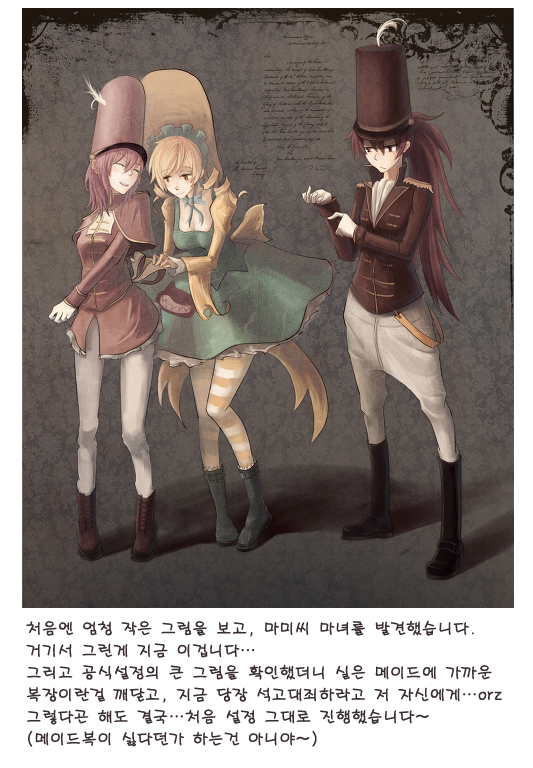 처음엔 엄청 작은 그림을 보고, 마미씨 마녀를 발견했습니다.
거기서 그린게 지금 이겁니다…
그리고 공식설정의 큰 그림을 확인했더니 실은 메이드에 가까운
복장이란걸 깨닫고, 지금 당장 석고대죄하라고 저 자신에게…orz
그렇다곤 해도 결국…처음 설정 그대로 진행했습니다~
(메이드복이 싫다던가 하는건 아니야~)